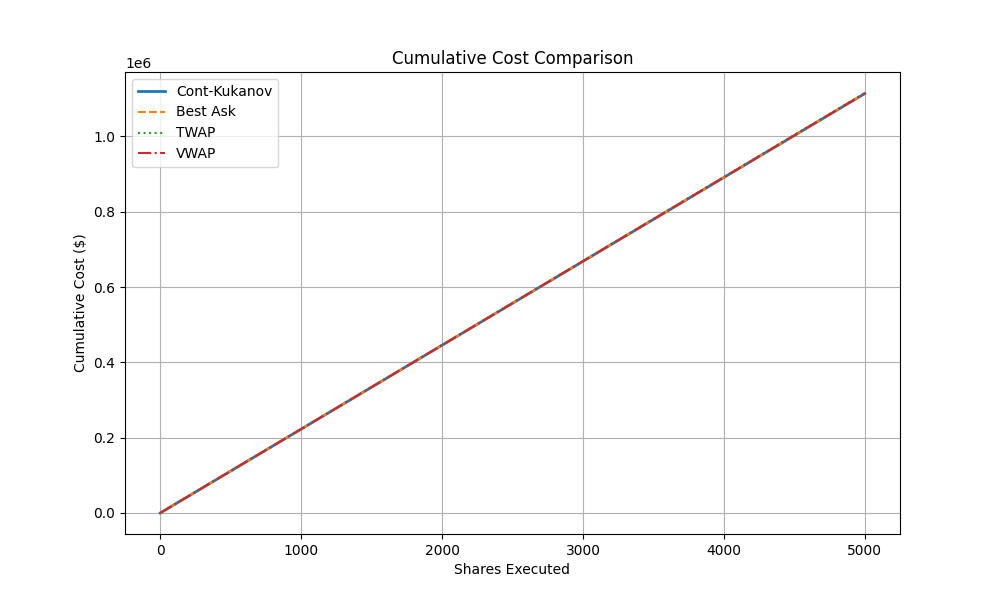 Cumulative Cost Comparison
1e6
Cont-Kukanov
Best Ask
TWAP
VWAP
1.0
0.8
0.6
0.4
0.2
0.0
Cumulative Cost ($)
0 1000 2000 3000 4000 5000
Shares Executed